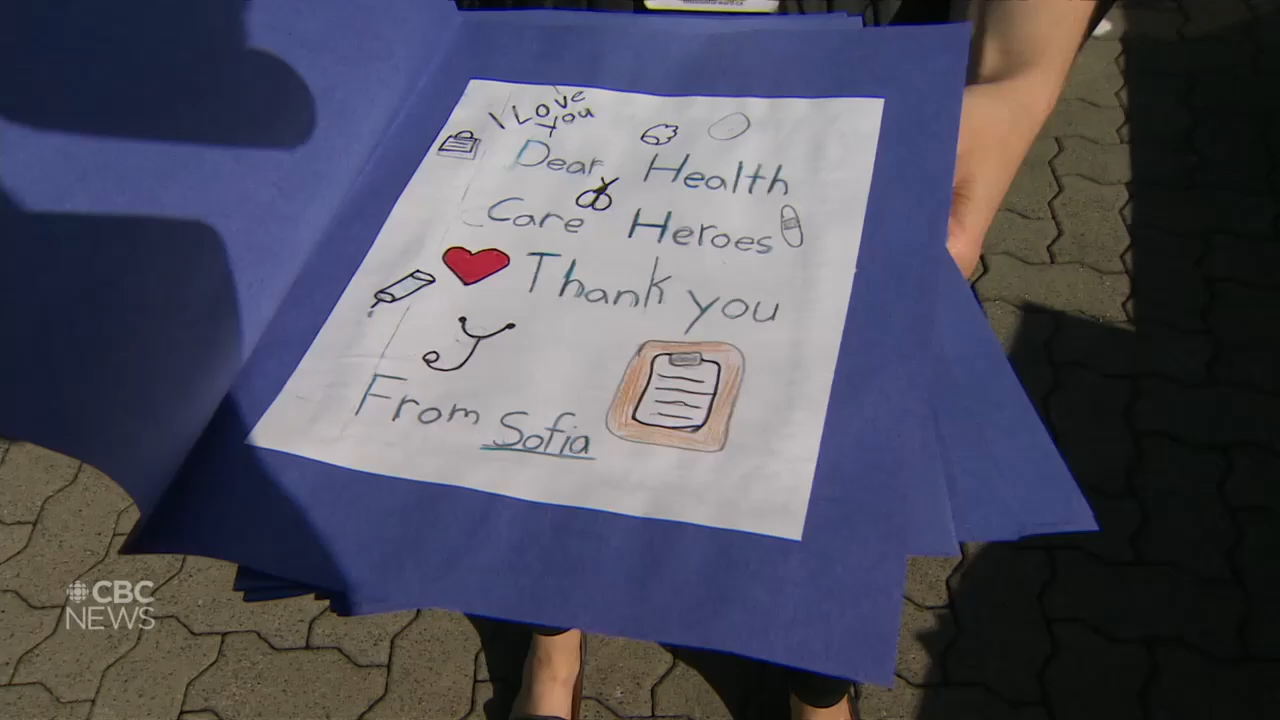 I Love
You
Dear Health
Care Heroes
Thank you
From Sofia
CBC
NEWS